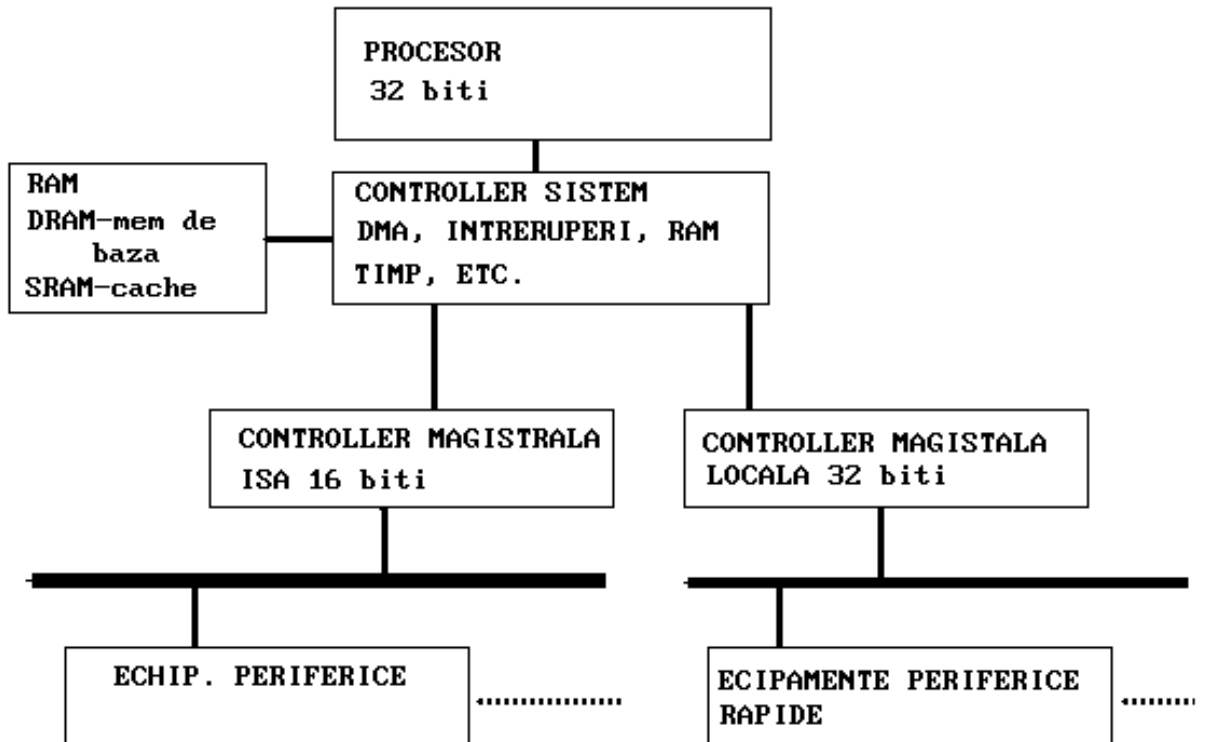 PROCESOR
32 biti
RAM
DRAM-mem de
baza
SRAM-cache
CONTROLLER SISTEM
DMA, INTRERUPERI, RAM
TIMP, ETC.
CONTROLLER MAGISTRALA
ISA 16 biti
CONTROLLER MAGISTALA
LOCALA 32 biti
ECHIP. PERIFERICE
ECIPAMENTE PERIFERICE
RAPIDE